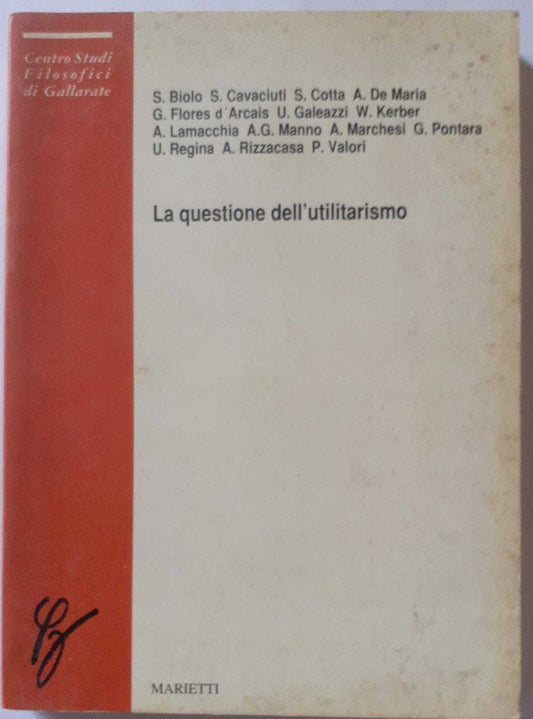 Centro Studi
Filosofici
di Gallarate
S. Biolo S. Cavaciuti S. Cotta A. De Maria
G. Flores d'Arcais U. Galeazzi W. Kerber
A. Lamacchia A.G. Manno A. Marchesi G. Pontara
U. Regina A. Rizzacasa P. Valori
La questione dell'utilitarismo
MARIETTI